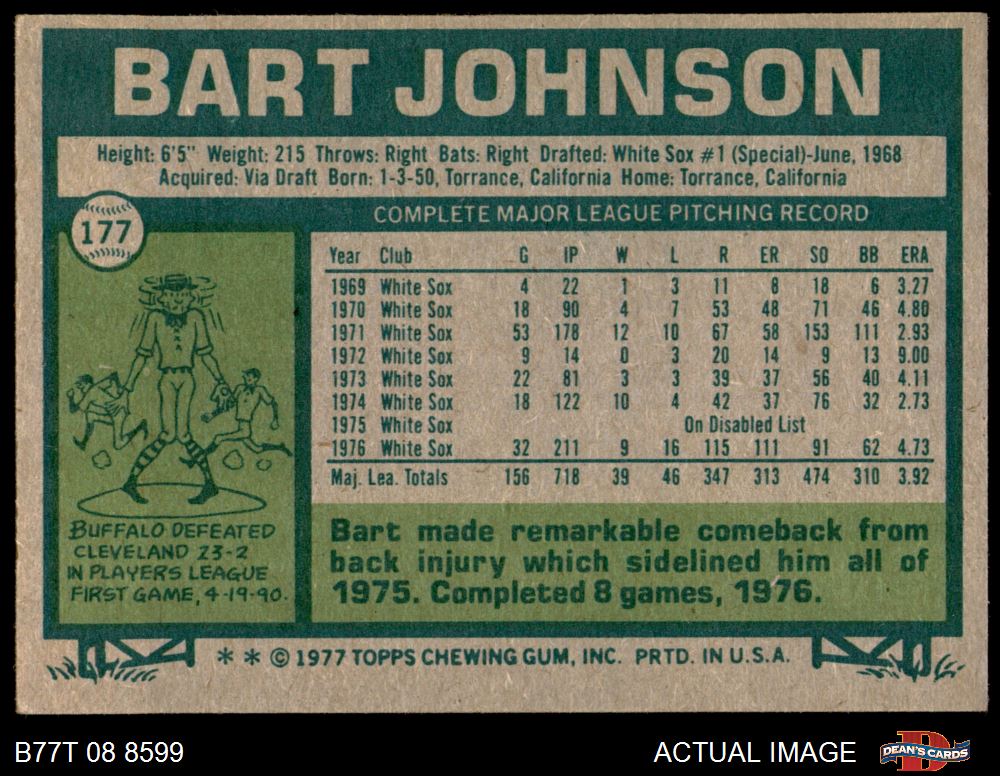 BART JOHNSON
Height: 6'5" Weight: 215 Throws: Right Bats: Right Drafted: White Sox #1 (Special)-June, 1968
Acquired: Via Draft Born: 1-3-50, Torrance, California Home: Torrance, California
177
COMPLETE MAJOR LEAGUE PITCHING RECORD
Year Club G IP W L R ER SO BB ERA
1969 White Sox 4 22 1 3 11 8 18 6 3.27
1970 White Sox 18 90 4 7 53 48 71 46 4.80
1971 White Sox 53 178 12 10 67 58 153 111 2.93
1972 White Sox 9 14 0 3 20 14 9 13 9.00
1973 White Sox 22 81 3 3 39 37 56 40 4.11
1974 White Sox 18 122 10 4 42 37 76 32 2.73
1975 White Sox On Disabled List
1976 White Sox 32 211 9 16 115 111 91 62 4.73
Maj. Lea. Totals 156 718 39 46 347 313 474 310 3.92
BUFFALO DEFEATED
CLEVELAND 23-2
IN PLAYERS LEAGUE
FIRST GAME, 4-19-90.
Bart made remarkable comeback from
back injury which sidelined him all of
1975. Completed 8 games, 1976.
* * © 1977 TOPPS CHEWING GUM, INC. PRTD. IN U.S.A.
B77T 08 8599
ACTUAL IMAGE
DEAN'S CARDS